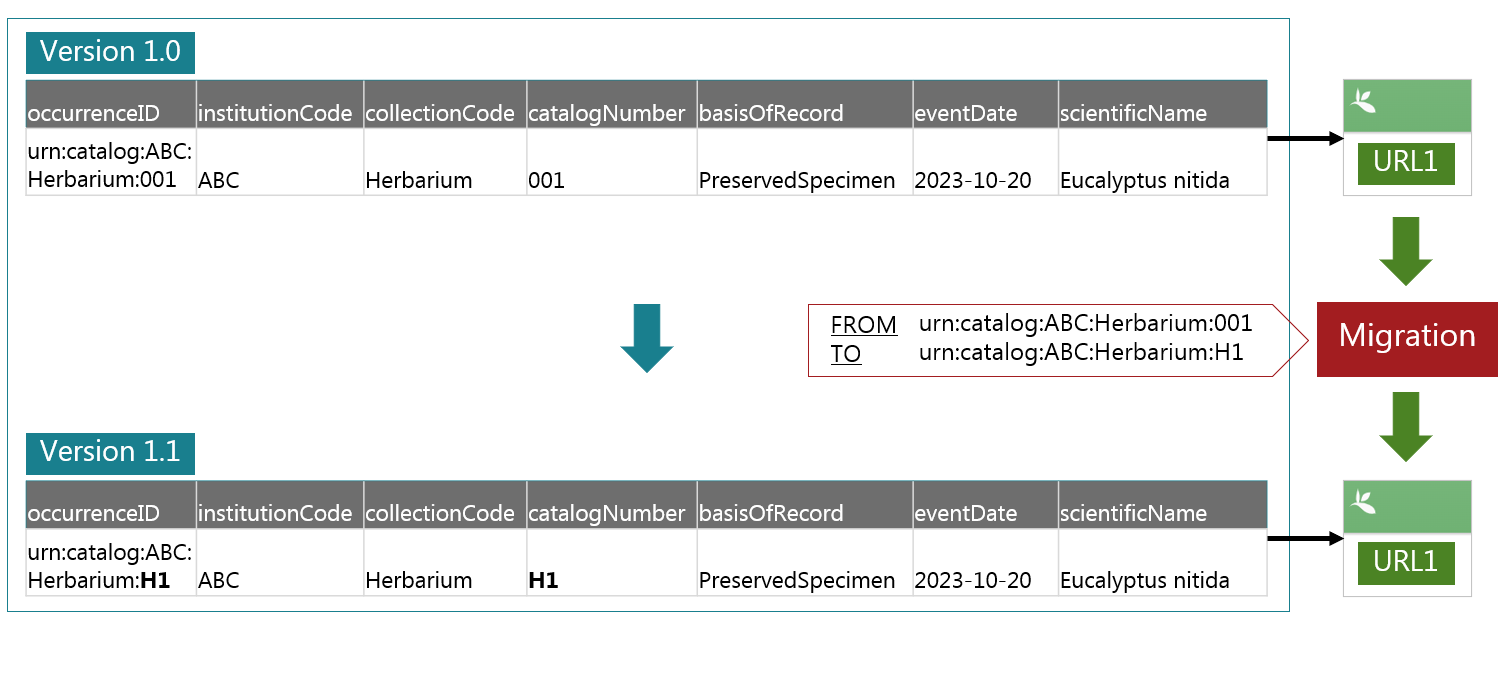 Version 1.0
occurrenceID institutionCode collectionCode catalogNumber basisOfRecord eventDate scientificName
urn:catalog:ABC:
Herbarium:001 ABC Herbarium 001 PreservedSpecimen 2023-10-20 Eucalyptus nitida
URL1
FROM urn:catalog:ABC:Herbarium:001
TO urn:catalog:ABC:Herbarium:H1
Migration
Version 1.1
occurrenceID institutionCode collectionCode catalogNumber basisOfRecord eventDate scientificName
urn:catalog:ABC:
Herbarium:H1 ABC Herbarium H1 PreservedSpecimen 2023-10-20 Eucalyptus nitida
URL1